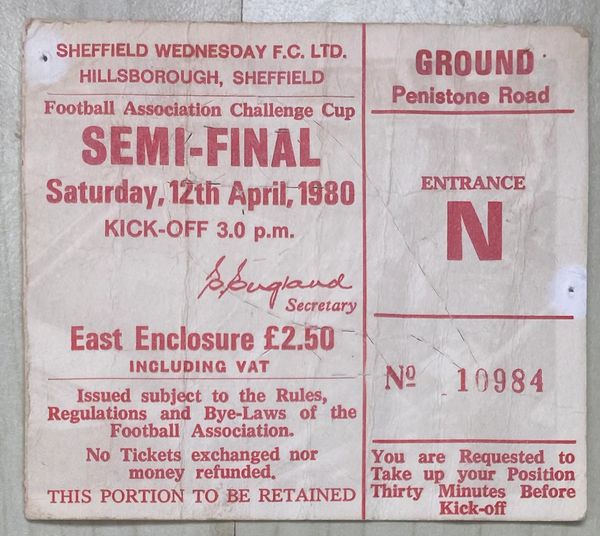 SHEFFIELD WEDNESDAY F.C. LTD.
HILLSBOROUGH, SHEFFIELD
Football Association Challenge Cup
SEMI-FINAL
Saturday, 12th April, 1980
KICK-OFF 3.0 p.m.
Secretary
East Enclosure £2.50
INCLUDING VAT
Issued subject to the Rules,
Regulations and Bye-Laws of the
Football Association.
No Tickets exchanged nor
money refunded.
THIS PORTION TO BE RETAINED
GROUND
Penistone Road
ENTRANCE
N
Nº 10984
You are Requested to
Take up your Position
Thirty Minutes Before
Kick-off